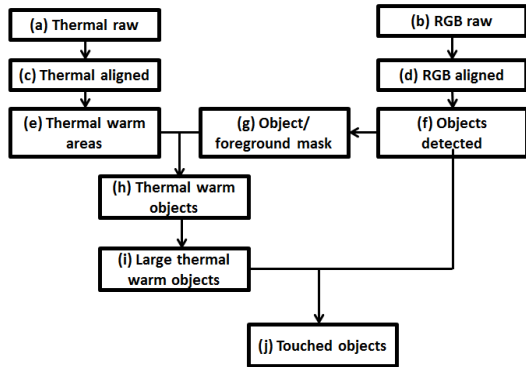 (a) Thermal raw
(b) RGB raw
(c) Thermal aligned
(d) RGB aligned
(e) Thermal warm
areas
(g) Object/
foreground mask
(f) Objects
detected
(h) Thermal warm
objects
(i) Large thermal
warm objects
(j) Touched objects